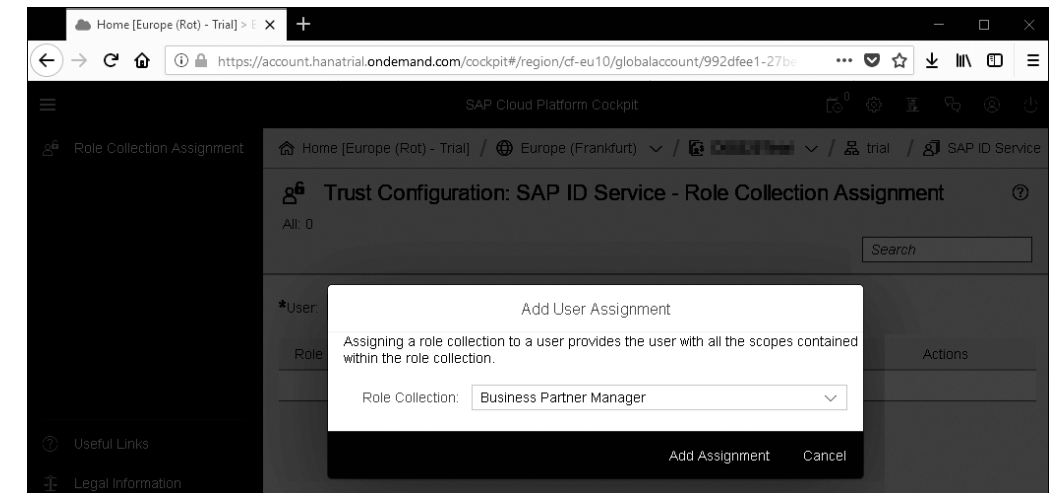 Home [Europe (Rot) - Trial] > E
https://account.hanatrial.ondemand.com/cockpit#/region/cf-eu10/globalaccount/992dfee1-27be
SAP Cloud Platform Cockpit
0
Role Collection Assignment
Home [Europe (Rot) - Trial] / Europe (Frankfurt) / / trial / SAP ID Service
Trust Configuration: SAP ID Service - Role Collection Assignment
All: 0
Search
*User:
Add User Assignment
Assigning a role collection to a user provides the user with all the scopes contained
within the role collection.
Role
Actions
Role Collection: Business Partner Manager
Add Assignment Cancel
Useful Links
Legal Information